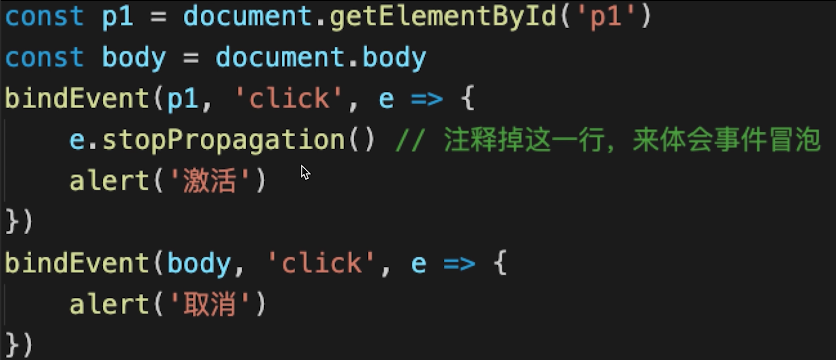 const p1 = document.getElementById('p1')
const body = document.body
bindEvent(p1, 'click', e => {
    e.stopPropagation() // 注释掉这一行，来体会事件冒泡
    alert('激活')
})
bindEvent(body, 'click', e => {
    alert('取消')
})